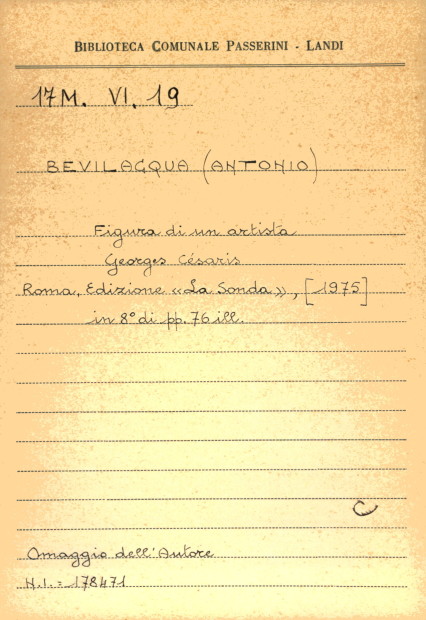 BIBLIOTECA COMUNALE PASSERINI - LANDI
17M. VI. 19
BEVILACQUA (ANTONIO)
Figura di un artista
Georges Césaris
Roma, Edizione «La Sonda», [1975]
in 8° di pp. 76 ill.
C
Omaggio dell'Autore
N.I. = 178471